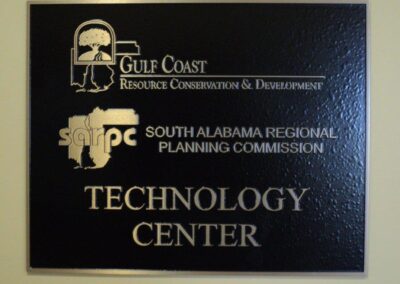 GULF COAST
RESOURCE CONSERVATION & DEVELOPMENT
sarpc
SOUTH ALABAMA REGIONAL
PLANNING COMMISSION
TECHNOLOGY
CENTER